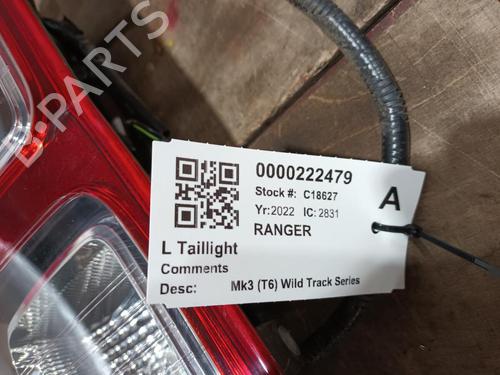 B-PARTS
0000222479
Stock #: C18627
Yr:2022 IC: 2831
RANGER
A
L Taillight
Comments
Desc: Mk3 (T6) Wild Track Series